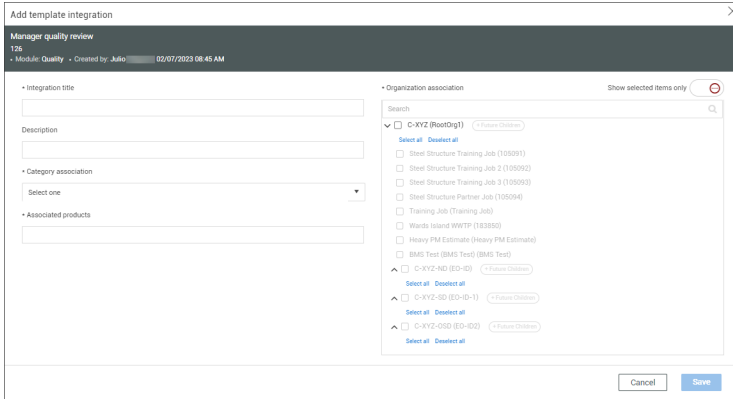 Add template integration
Manager quality review
126
• Module: Quality • Created by: Julio 02/07/2023 08:45 AM
• Integration title
Description
• Category association
Select one
• Associated products
• Organization association
Show selected items only
Search
C-XYZ (RootOrg1) + Future Children
Select all Deselect all
Steel Structure Training Job (105091)
Steel Structure Training Job 2 (105092)
Steel Structure Training Job 3 (105093)
Steel Structure Partner Job (105094)
Training Job (Training Job)
Wards Island WWTP (183850)
Heavy PM Estimate (Heavy PM Estimate)
BMS Test (BMS Test) (BMS Test)
C-XYZ-ND (EO-ID) + Future Children
Select all Deselect all
C-XYZ-SD (EO-ID-1) + Future Children
Select all Deselect all
C-XYZ-OSD (EO-ID2) + Future Children
Select all Deselect all
Cancel
Save